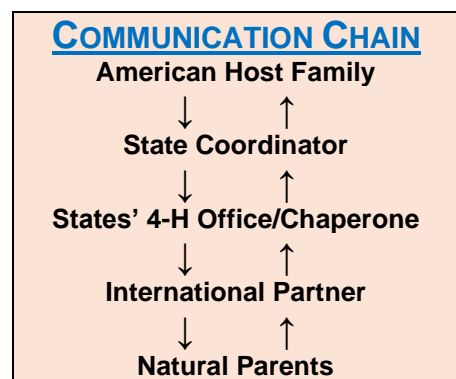 COMMUNICATION CHAIN
American Host Family
↓ ↑
State Coordinator
↓ ↑
States' 4-H Office/Chaperone
↓ ↑
International Partner
↓ ↑
Natural Parents